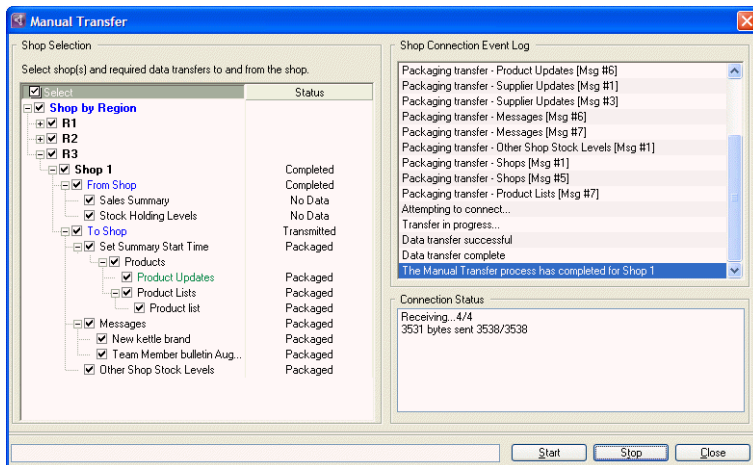 Manual Transfer
Shop Selection
Select shop(s) and required data transfers to and from the shop.
Select Status
Shop by Region
R1
R2
R3
Shop 1 Completed
From Shop Completed
Sales Summary No Data
Stock Holding Levels No Data
To Shop Transmitted
Set Summary Start Time Packaged
Products
Product Updates Packaged
Product Lists Packaged
Product list Packaged
Messages Packaged
New kettle brand Packaged
Team Member bulletin Aug... Packaged
Other Shop Stock Levels Packaged
Shop Connection Event Log
Packaging transfer - Product Updates [Msg #6]
Packaging transfer - Supplier Updates [Msg #1]
Packaging transfer - Supplier Updates [Msg #3]
Packaging transfer - Messages [Msg #6]
Packaging transfer - Messages [Msg #7]
Packaging transfer - Other Shop Stock Levels [Msg #1]
Packaging transfer - Shops [Msg #1]
Packaging transfer - Shops [Msg #5]
Packaging transfer - Product Lists [Msg #7]
Attempting to connect...
Transfer in progress...
Data transfer successful
Data transfer complete
The Manual Transfer process has completed for Shop 1
Connection Status
Receiving...4/4
3531 bytes sent 3538/3538
Start Stop Close